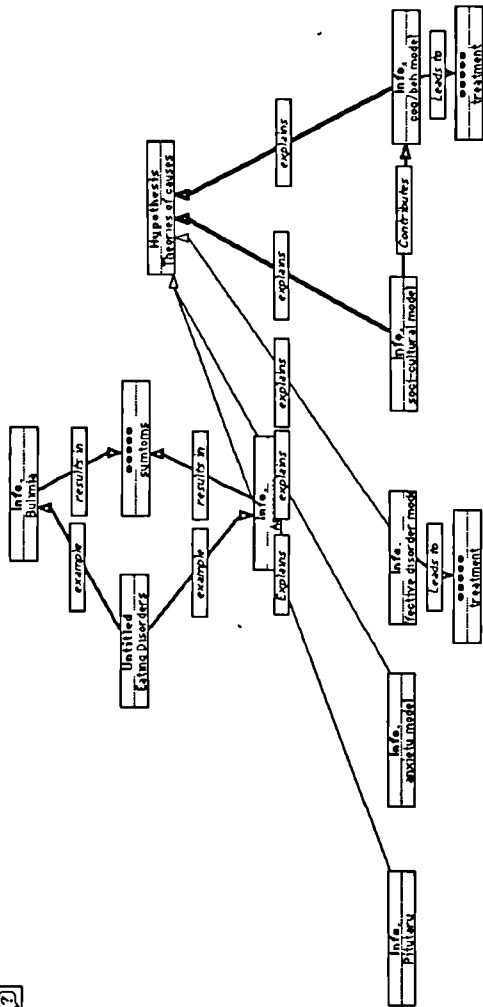 ?
Info.
Bulimia
example
results in
Untitled
Eating Disorders
•••••
symtoms
Hypothesis
Theories of causes
example
results in
Info.
Explains
explains
explains
explains
explains
Info.
Pitutary
Info.
anxiety model
Info.
fective disorder mode
Info.
soci-cultural model
Contributes
Info.
cog/beh model
Leads to
Leads to
•••••
treatment
•••••
treatment